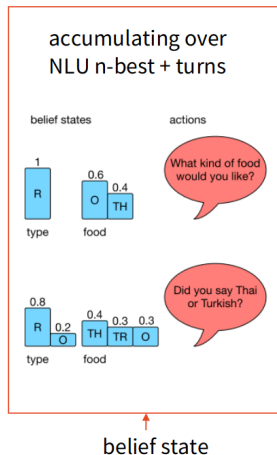 accumulating over
NLU n-best + turns
belief states
actions
1
R
type
0.6
O
0.4
TH
food
What kind of food
would you like?
0.8
R
0.2
O
type
0.4
TH
0.3
TR
0.3
O
food
Did you say Thai
or Turkish?
belief state